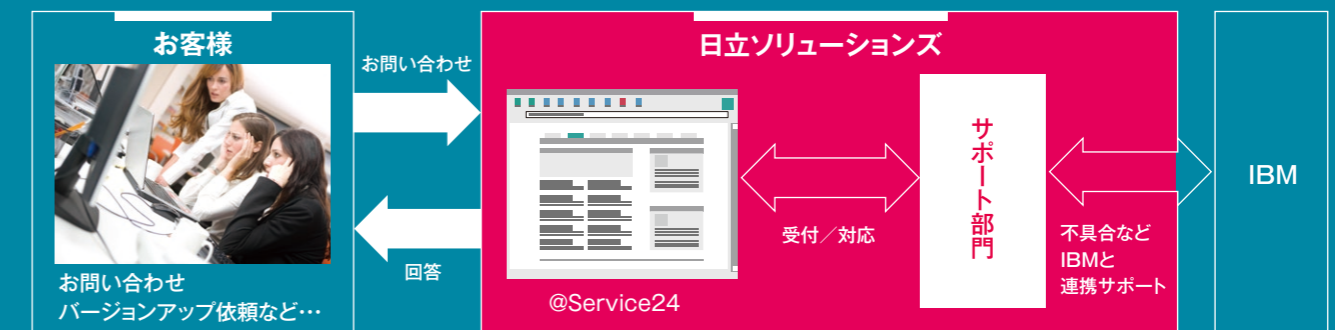 お客様
お問い合わせ
バージョンアップ依頼など…
お問い合わせ
回答
日立ソリューションズ
@Service24
受付／対応
サポート部門
不具合など
IBMと
連携サポート
IBM